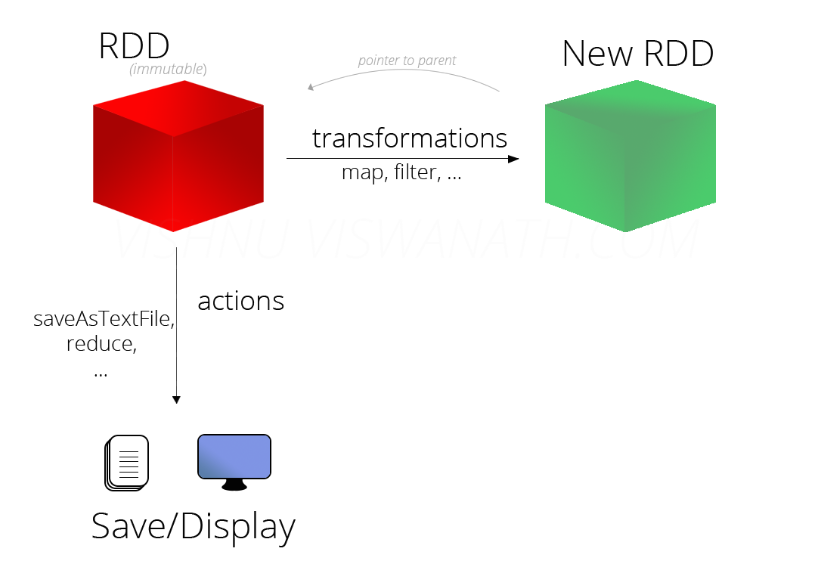 RDD
(immutable)
New RDD
pointer to parent
transformations
map, filter, ...
VISHNU VISWANATH.COM
actions
saveAsTextFile,
reduce,
...
Save/Display